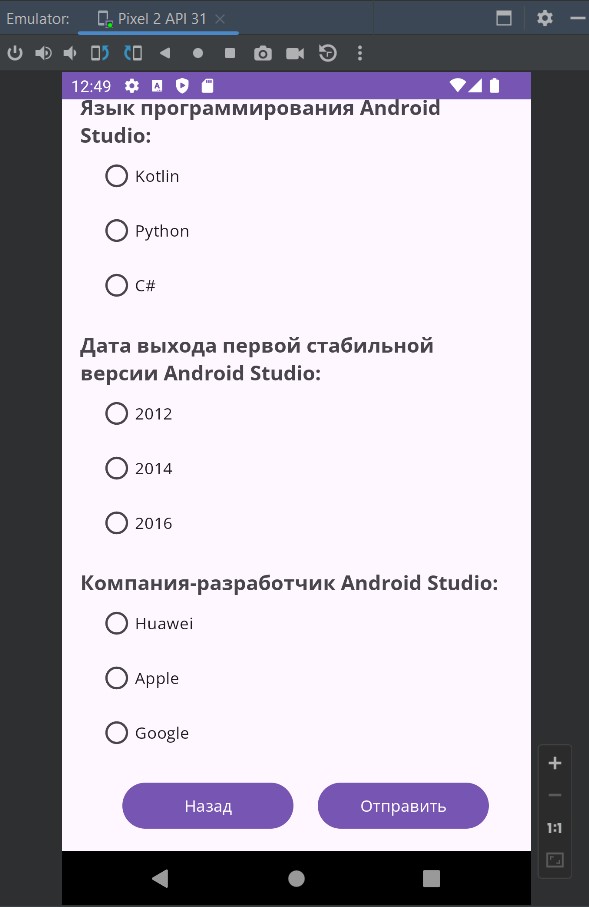 Emulator: Pixel 2 API 31
12:49
Язык программирования Android
Studio:
Kotlin
Python
C#
Дата выхода первой стабильной
версии Android Studio:
2012
2014
2016
Компания-разработчик Android Studio:
Huawei
Apple
Google
Назад Отправить
1:1